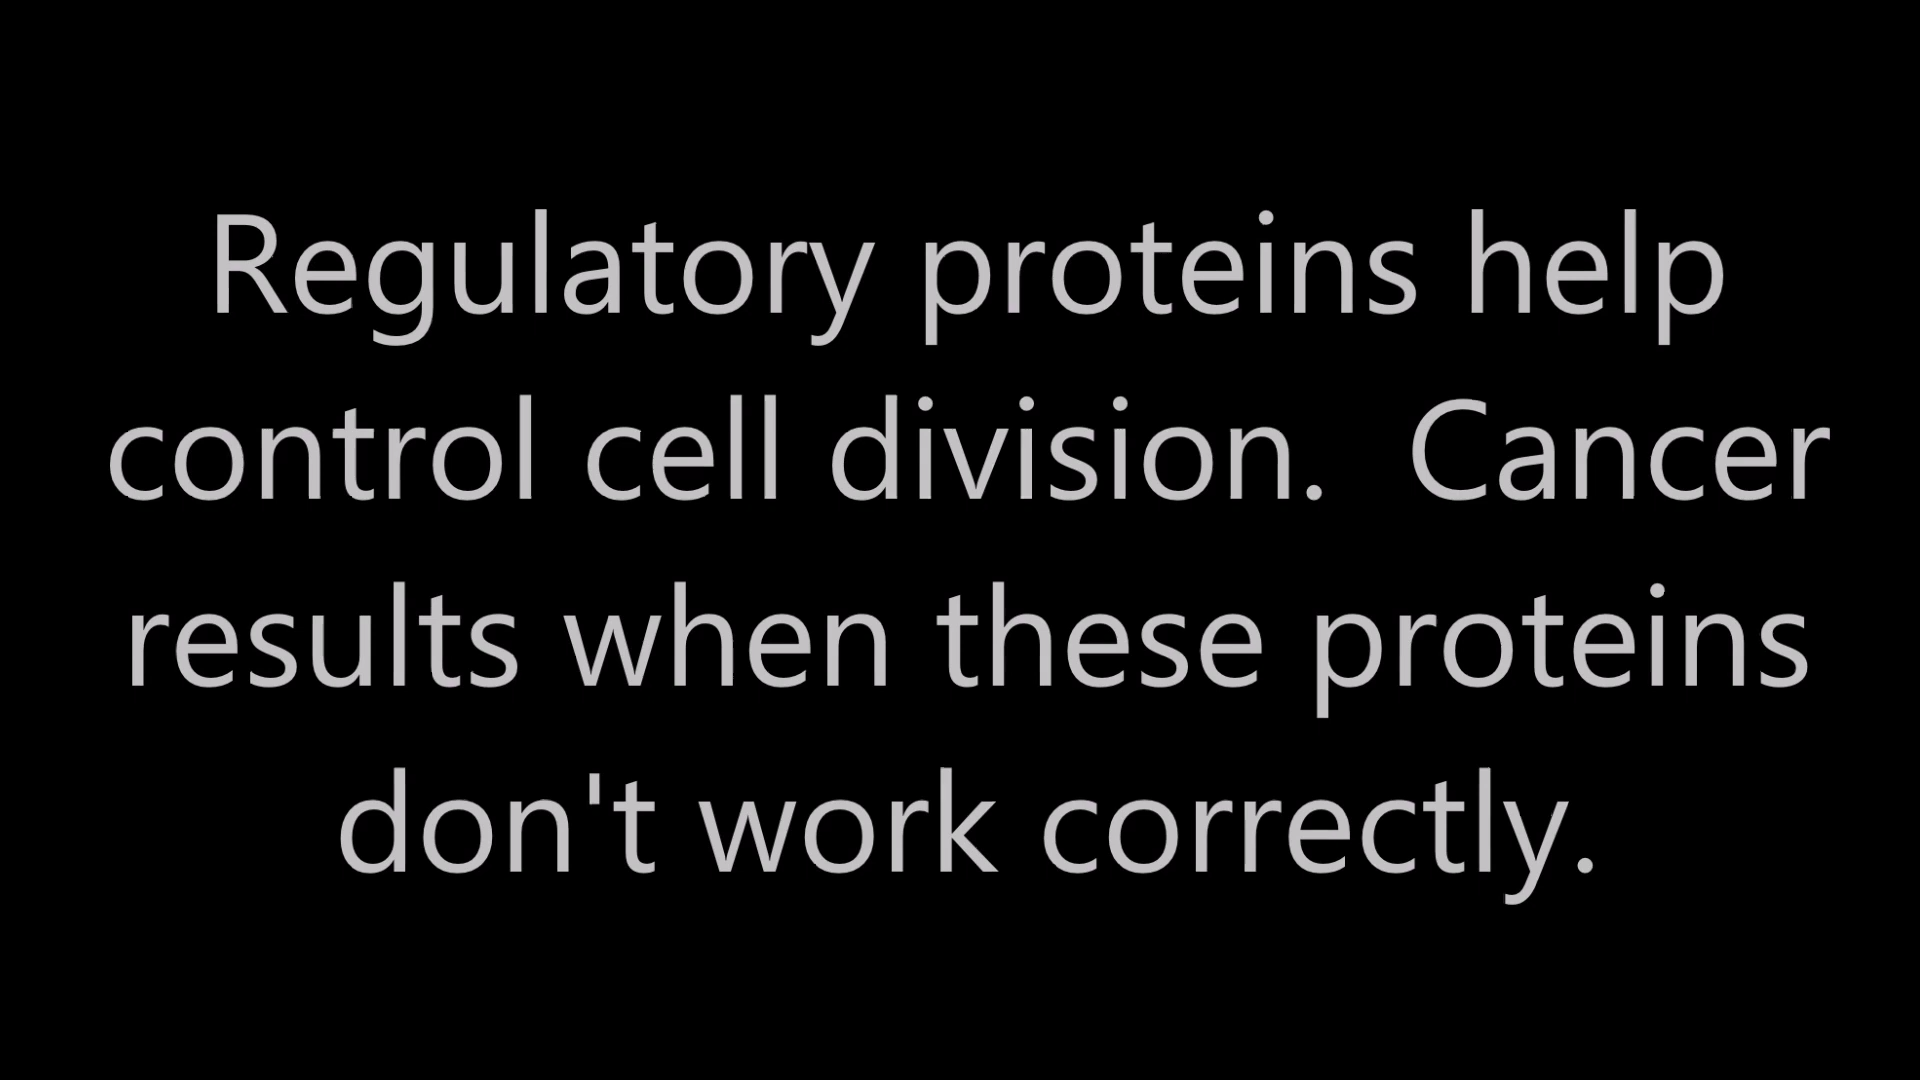 Regulatory proteins help
control cell division.  Cancer
results when these proteins
don't work correctly.